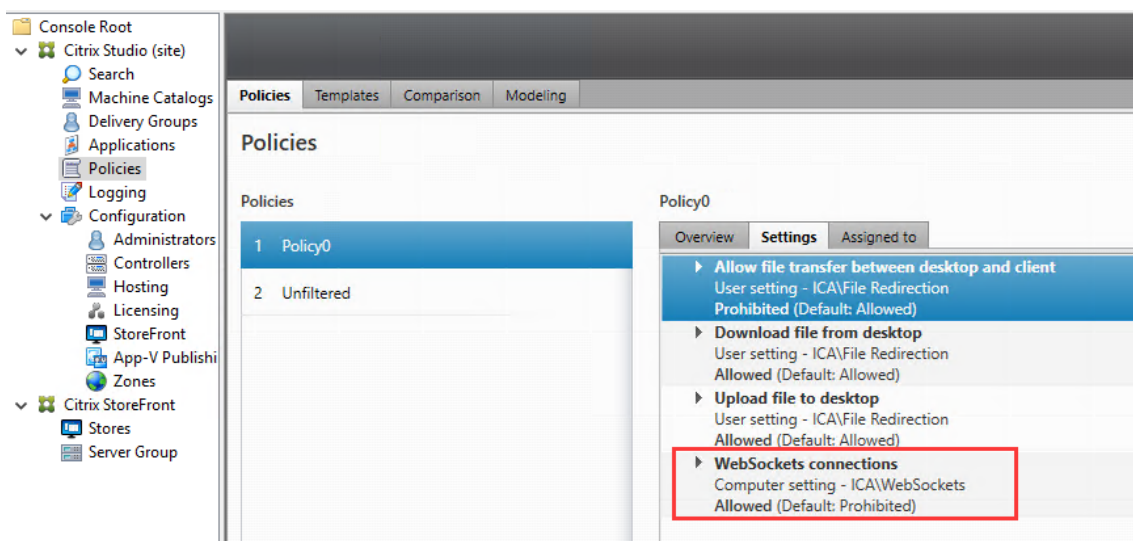 Console Root
Citrix Studio (site)
Search
Machine Catalogs
Delivery Groups
Applications
Policies
Logging
Configuration
Administrators
Controllers
Hosting
Licensing
StoreFront
App-V Publishi
Zones
Citrix StoreFront
Stores
Server Group
Policies Templates Comparison Modeling
Policies
Policies
1 Policy0
2 Unfiltered
Policy0
Overview Settings Assigned to
Allow file transfer between desktop and client
User setting - ICA\File Redirection
Prohibited (Default: Allowed)
Download file from desktop
User setting - ICA\File Redirection
Allowed (Default: Allowed)
Upload file to desktop
User setting - ICA\File Redirection
Allowed (Default: Allowed)
WebSockets connections
Computer setting - ICA\WebSockets
Allowed (Default: Prohibited)